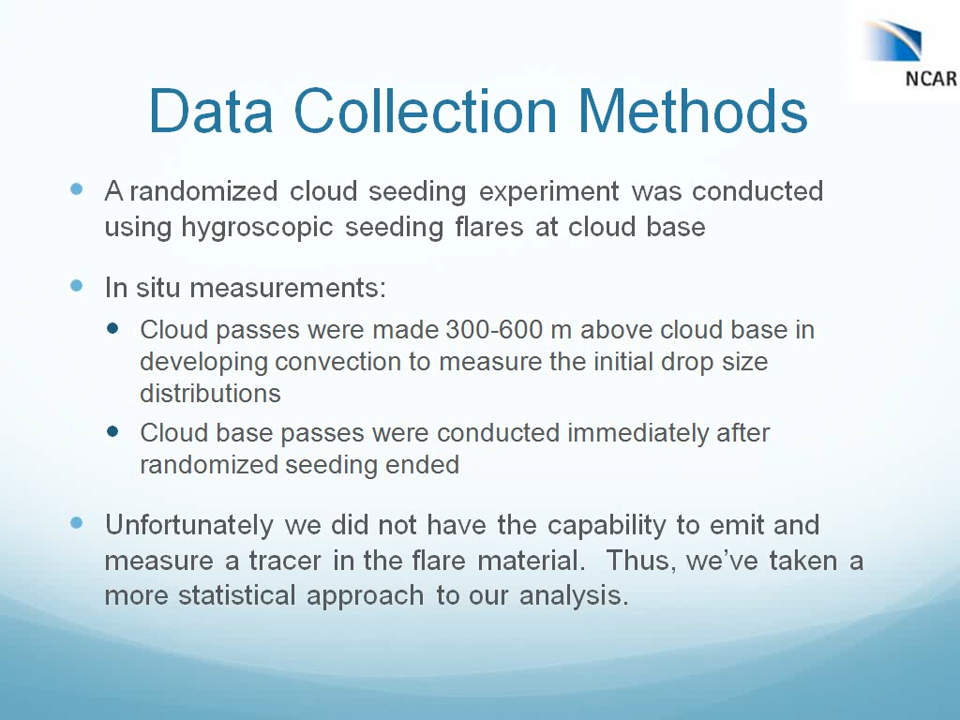 NCAR
Data Collection Methods
A randomized cloud seeding experiment was conducted
using hygroscopic seeding flares at cloud base
In situ measurements:
Cloud passes were made 300-600 m above cloud base in
developing convection to measure the initial drop size
distributions
Cloud base passes were conducted immediately after
randomized seeding ended
Unfortunately we did not have the capability to emit and
measure a tracer in the flare material.  Thus, we’ve taken a
more statistical approach to our analysis.